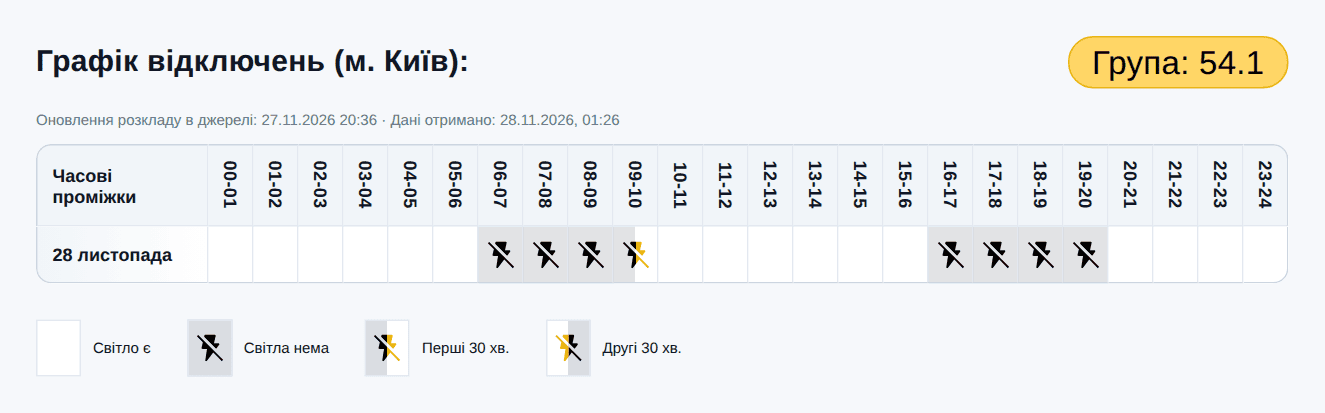 Графік відключень (м. Київ):
Група: 54.1
Оновлення розкладу в джерелі: 27.11.2026 20:36 · Дані отримано: 28.11.2026, 01:26
Часові
проміжки
00-01
01-02
02-03
03-04
04-05
05-06
06-07
07-08
08-09
09-10
10-11
11-12
12-13
13-14
14-15
15-16
16-17
17-18
18-19
19-20
20-21
21-22
22-23
23-24
28 листопада
Світло є
Світла нема
Перші 30 хв.
Другі 30 хв.